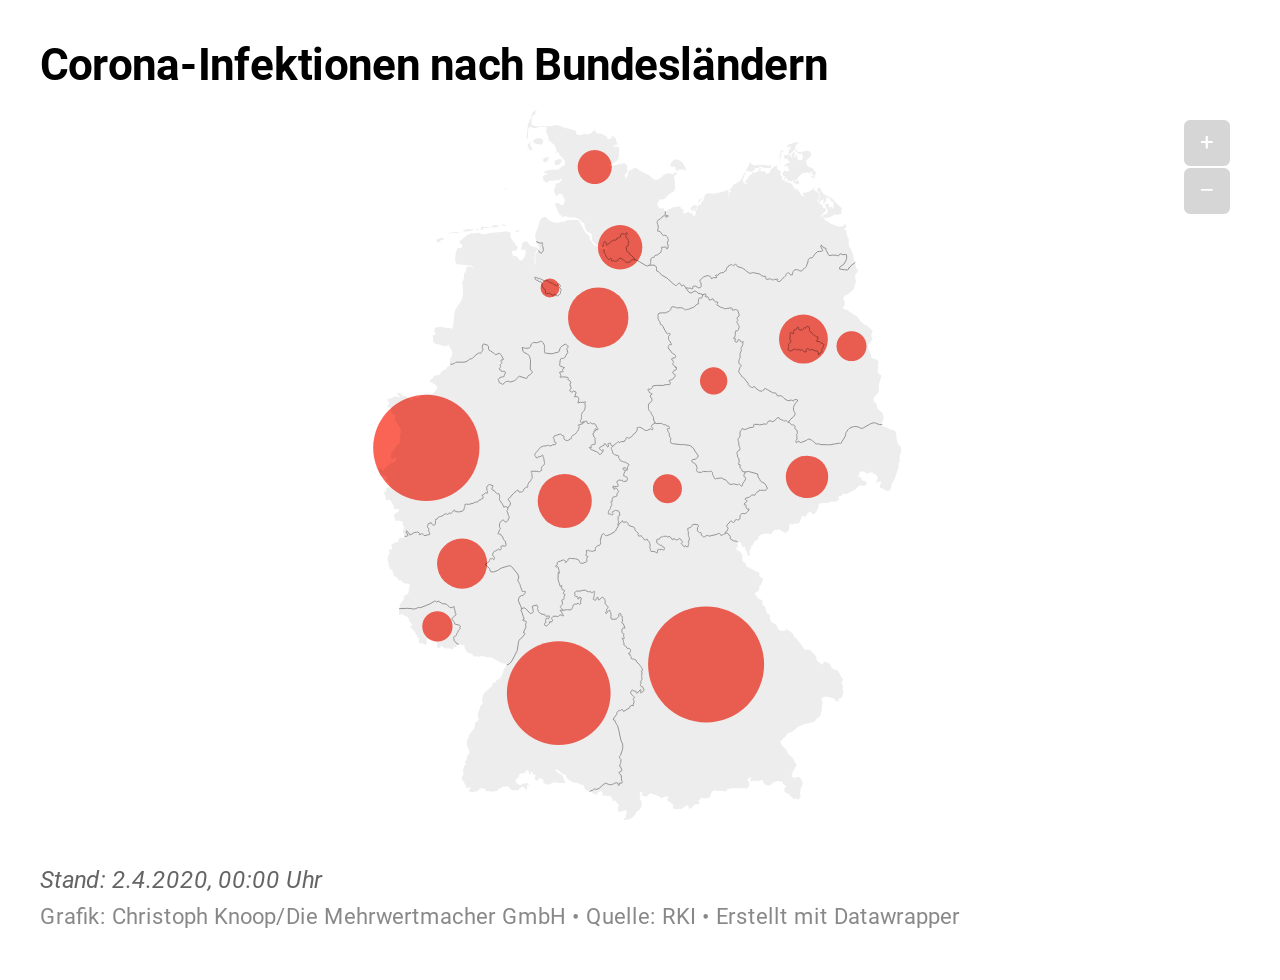 Corona-Infektionen nach Bundesländern
+
−
Stand: 2.4.2020, 00:00 Uhr
Grafik: Christoph Knoop/Die Mehrwertmacher GmbH • Quelle: RKI • Erstellt mit Datawrapper